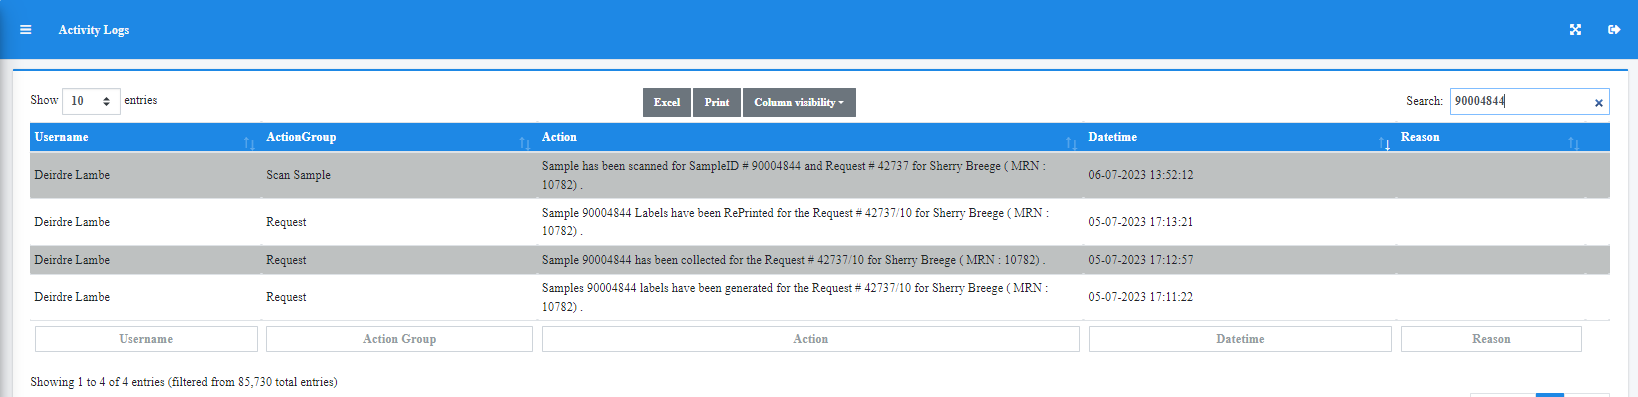 Activity Logs
Show 10 entries
Excel Print Column visibility
Search: 90004844
Username ActionGroup Action Datetime Reason
Deirdre Lambe Scan Sample Sample has been scanned for SampleID # 90004844 and Request # 42737 for Sherry Breege ( MRN : 06-07-2023 13:52:12
10782) .
Deirdre Lambe Request Sample 90004844 Labels have been RePrinted for the Request # 42737/10 for Sherry Breege ( MRN : 05-07-2023 17:13:21
10782) .
Deirdre Lambe Request Sample 90004844 has been collected for the Request # 42737/10 for Sherry Breege ( MRN : 10782) . 05-07-2023 17:12:57
Deirdre Lambe Request Samples 90004844 labels have been generated for the Request # 42737/10 for Sherry Breege ( MRN : 05-07-2023 17:11:22
10782) .
Username Action Group Action Datetime Reason
Showing 1 to 4 of 4 entries (filtered from 85,730 total entries)